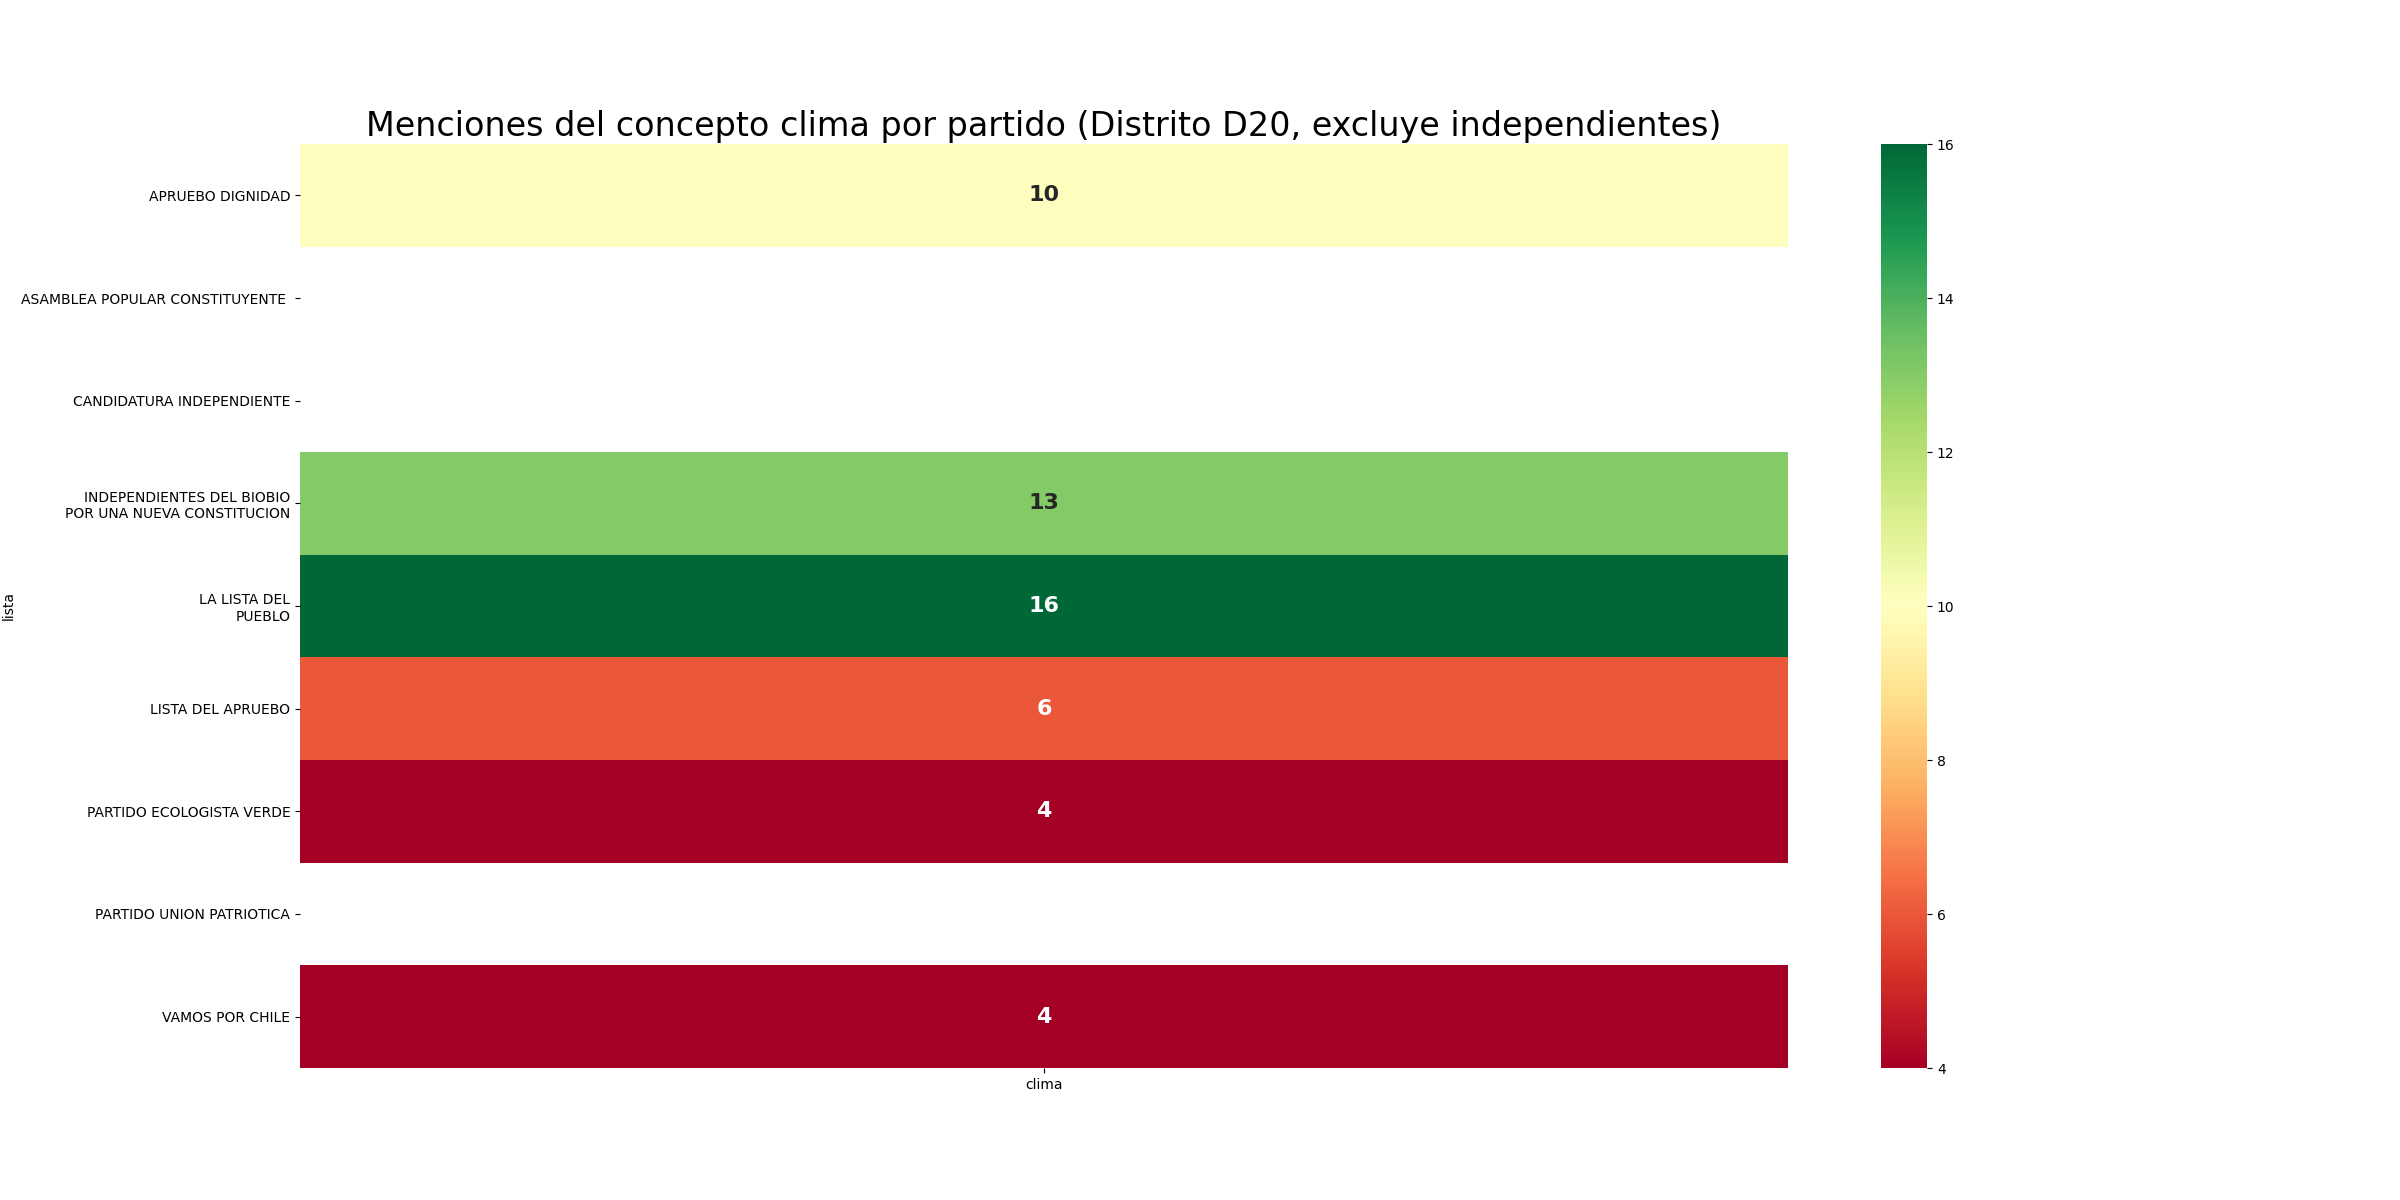 Menciones del concepto clima por partido (Distrito D20, excluye independientes)
APRUEBO DIGNIDAD
10
ASAMBLEA POPULAR CONSTITUYENTE
CANDIDATURA INDEPENDIENTE
INDEPENDIENTES DEL BIOBIO
POR UNA NUEVA CONSTITUCION
13
LA LISTA DEL
PUEBLO
16
LISTA DEL APRUEBO
6
PARTIDO ECOLOGISTA VERDE
4
PARTIDO UNION PATRIOTICA
VAMOS POR CHILE
4
lista
clima
16
14
12
10
8
6
4